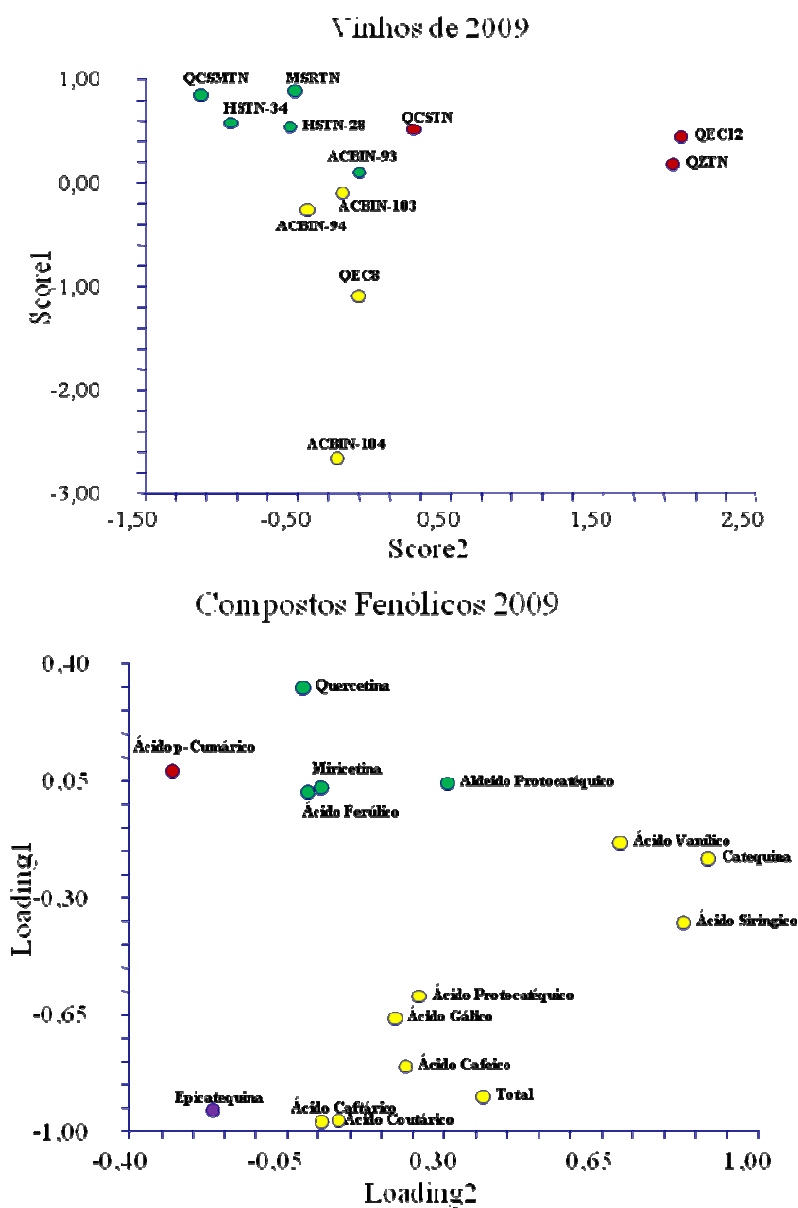 Vinhos de 2009
1,00
QCSMTN
MSRTN
HSTN-34
HSTN-28
QCSTN
QEC12
QZTN
ACBIN-93
0,00
ACBIN-103
ACBIN-94
QEC8
Score1
-1,00
-2,00
ACBIN-104
-3,00
-1,50 -0,50 0,50 1,50 2,50
Score2
Compostos Fenólicos 2009
0,40
Quercetina
Ácido p-Cumárico
Miricetina
0,05
Aldeído Protocatéquico
Ácido Ferúlico
Ácido Vanílico
Catequina
Loading1
-0,30
Ácido Siringico
Ácido Protocatéquico
-0,65
Ácido Gálico
Ácido Cafeico
Total
Epicatequina
Ácido Caftárico
Ácido Coutárico
-1,00
-0,40 -0,05 0,30 0,65 1,00
Loading2